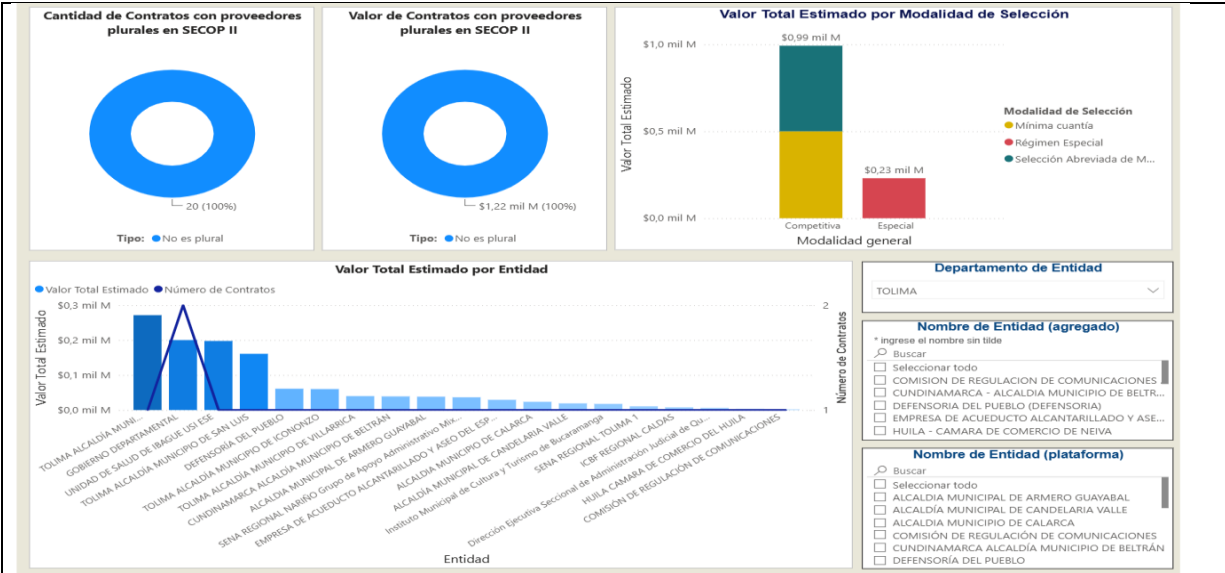 Cantidad de Contratos con proveedores
plurales en SECOP II
20 (100%)
Tipo: No es plural
Valor de Contratos con proveedores
plurales en SECOP II
$1,22 mil M (100%)
Tipo: No es plural
Valor Total Estimado por Modalidad de Selección
Valor Total Estimado
$1,0 mil M
$0,5 mil M
$0,0 mil M
$0,99 mil M
$0,23 mil M
Competitiva
Especial
Modalidad general
Modalidad de Selección
Mínima cuantía
Régimen Especial
Selección Abreviada de M...
Valor Total Estimado por Entidad
Valor Total Estimado Número de Contratos
Valor Total Estimado
$0,3 mil M
$0,2 mil M
$0,1 mil M
$0,0 mil M
2
1
Número de Contratos
TOLIMA ALCALDÍA MUNI...
GOBIERNO DEPARTAMENTAL
UNIDAD DE SALUD DE IBAGUE USI ESE
TOLIMA ALCALDÍA MUNICIPIO DE SAN LUIS
DEFENSORÍA DEL PUEBLO
TOLIMA ALCALDÍA MUNICIPIO DE ICONONZO
TOLIMA ALCALDÍA MUNICIPIO DE VILLARRICA
CUNDINAMARCA ALCALDÍA MUNICIPIO DE BELTRÁN
ALCALDIA MUNICIPAL DE ARMERO GUAYABAL
SENA REGIONAL NARIÑO Grupo de Apoyo Administrativo Mix...
EMPRESA DE ACUEDUCTO ALCANTARILLADO Y ASEO DEL ESP...
ALCALDIA MUNICIPIO DE CALARCA
ALCALDÍA MUNICIPAL DE CANDELARIA VALLE
Instituto Municipal de Cultura y Turismo de Bucaramanga
SENA REGIONAL TOLIMA 1
ICBF REGIONAL CALDAS
Dirección Ejecutiva Seccional de Administración Judicial de Qu...
HUILA CAMARA DE COMERCIO DEL HUILA
COMISIÓN DE REGULACIÓN DE COMUNICACIONES
Entidad
Departamento de Entidad
TOLIMA
Nombre de Entidad (agregado)
* ingrese el nombre sin tilde
Buscar
Seleccionar todo
COMISION DE REGULACION DE COMUNICACIONES
CUNDINAMARCA - ALCALDIA MUNICIPIO DE BELTR...
DEFENSORIA DEL PUEBLO (DEFENSORIA)
EMPRESA DE ACUEDUCTO ALCANTARILLADO Y ASE...
HUILA - CAMARA DE COMERCIO DE NEIVA
Nombre de Entidad (plataforma)
Buscar
Seleccionar todo
ALCALDIA MUNICIPAL DE ARMERO GUAYABAL
ALCALDÍA MUNICIPAL DE CANDELARIA VALLE
ALCALDIA MUNICIPIO DE CALARCA
COMISIÓN DE REGULACIÓN DE COMUNICACIONES
CUNDINAMARCA ALCALDÍA MUNICIPIO DE BELTRÁN
DEFENSORÍA DEL PUEBLO